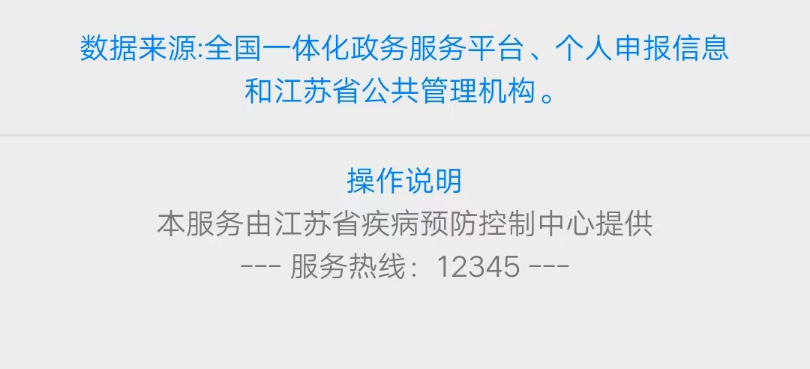 数据来源:全国一体化政务服务平台、个人申报信息
和江苏省公共管理机构。
操作说明
本服务由江苏省疾病预防控制中心提供
--- 服务热线：12345 ---